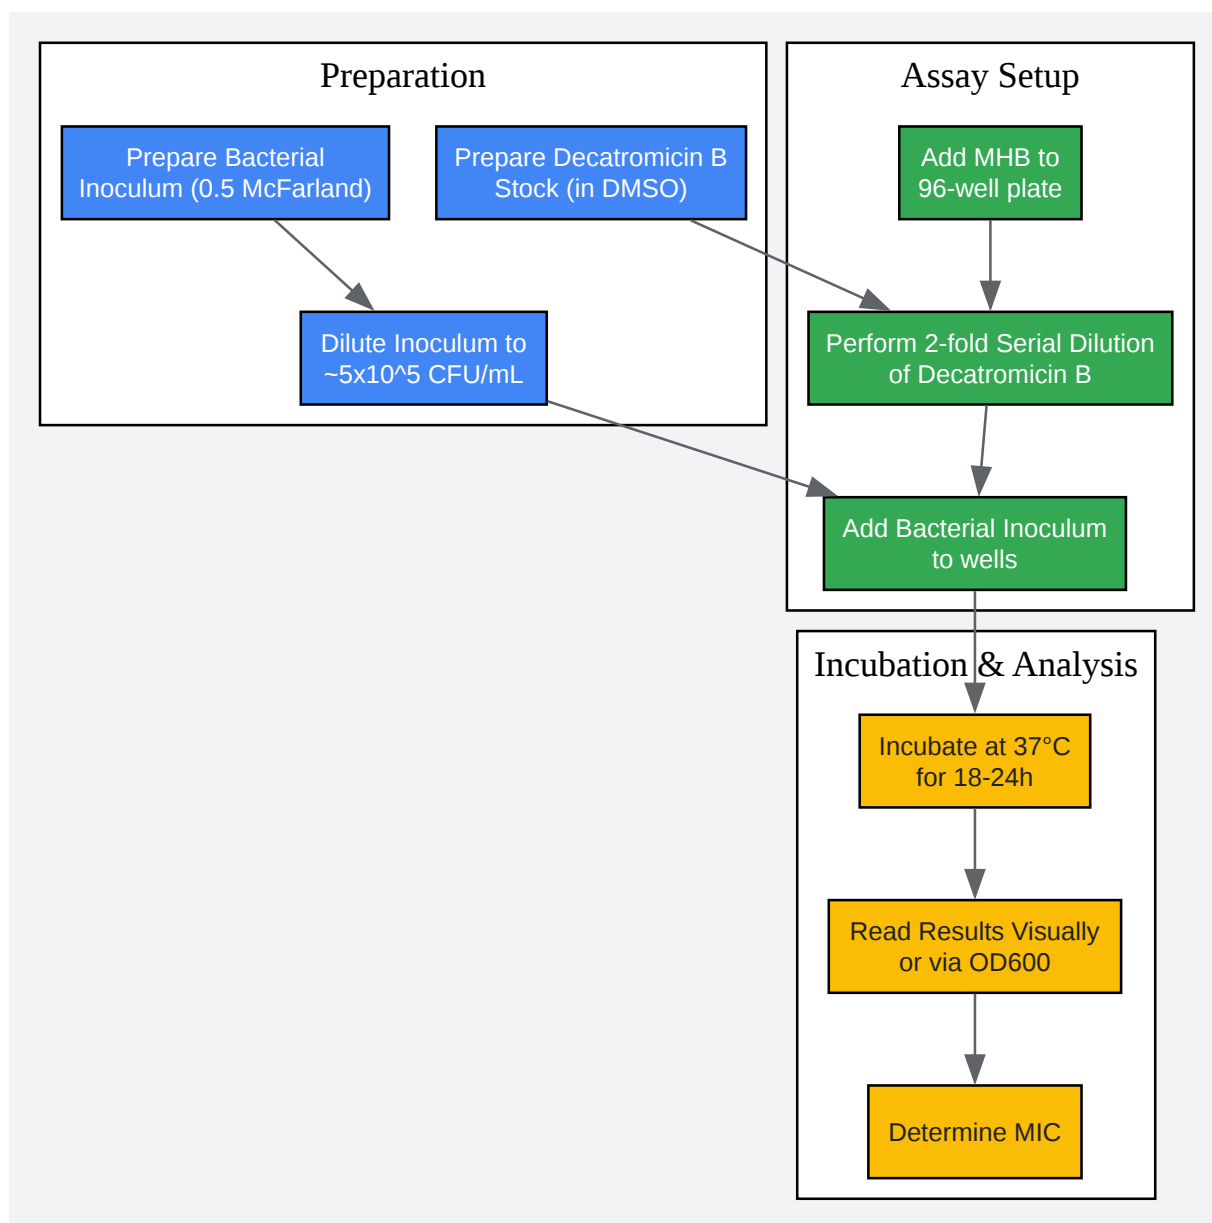 Preparation
Prepare Bacterial
Inoculum (0.5 McFarland)
Prepare Decatromicin B
Stock (in DMSO)
Dilute Inoculum to
~5x10^5 CFU/mL
Assay Setup
Add MHB to
96-well plate
Perform 2-fold Serial Dilution
of Decatromicin B
Add Bacterial Inoculum
to wells
Incubation & Analysis
Incubate at 37°C
for 18-24h
Read Results Visually
or via OD600
Determine MIC